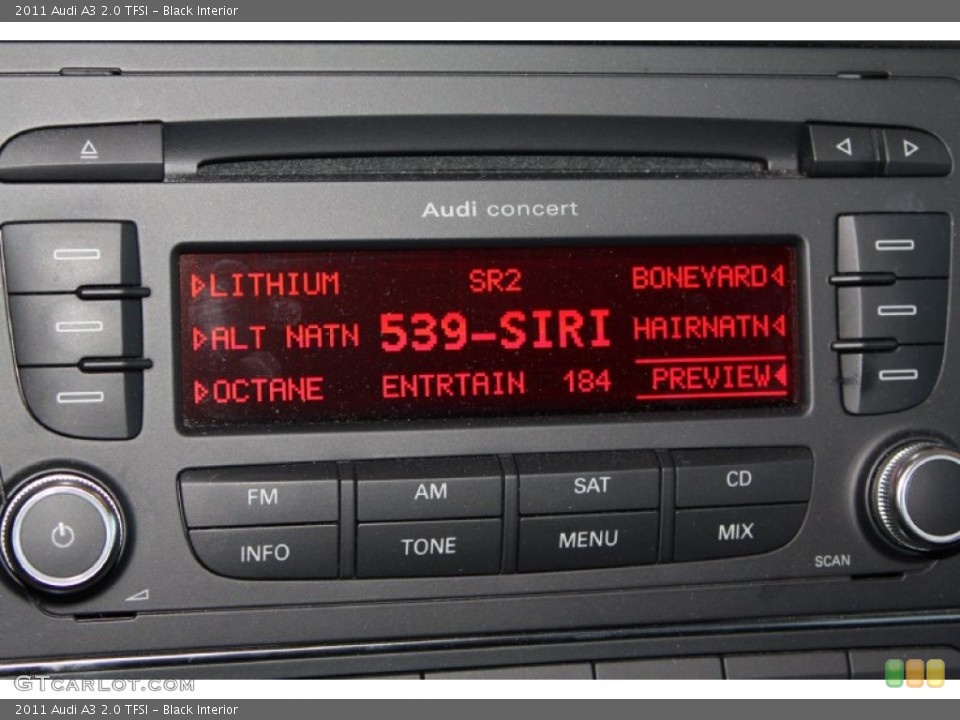 2011 Audi A3 2.0 TFSI – Black Interior
Audi concert
LITHIUM SR2 BONEYARD
ALT NATN 539-SIRI HAIRNATN
OCTANE ENTRTAIN 184 PREVIEW
FM AM SAT CD
INFO TONE MENU MIX
SCAN
GTCARLOT.COM
2011 Audi A3 2.0 TFSI – Black Interior